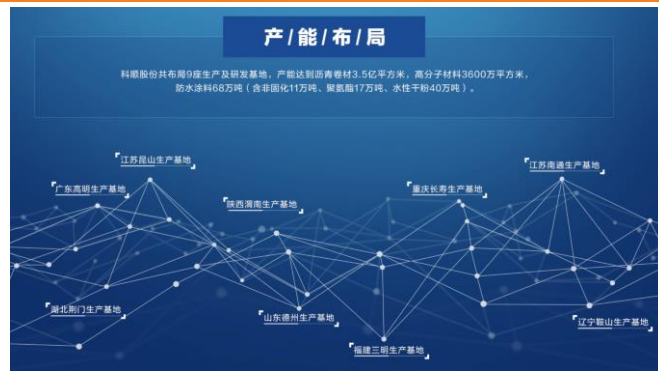 产/能/布/局
科顺股份共布局9座生产及研发基地，产能达到沥青卷材3.5亿平方米，高分子材料3600万平方米，
防水涂料68万吨（含非固化11万吨、聚氨酯17万吨、水性干粉40万吨）。
江苏昆山生产基地
江苏南通生产基地
广东高明生产基地
重庆长寿生产基地
陕西渭南生产基地
湖北荆门生产基地
山东德州生产基地
辽宁鞍山生产基地
福建三明生产基地